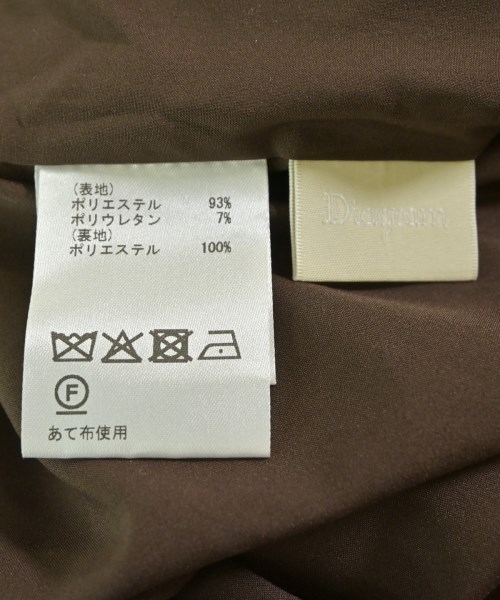 (表地)
ポリエステル 93%
ポリウレタン 7%
(裏地)
ポリエステル 100%
F
あて布使用